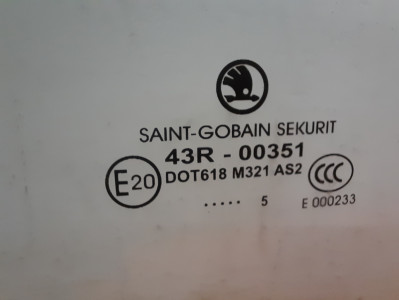 SAINT-GOBAIN SEKURIT
43R - 00351
E20 DOT618 M321 AS2 CCC
..... 5 E 000233